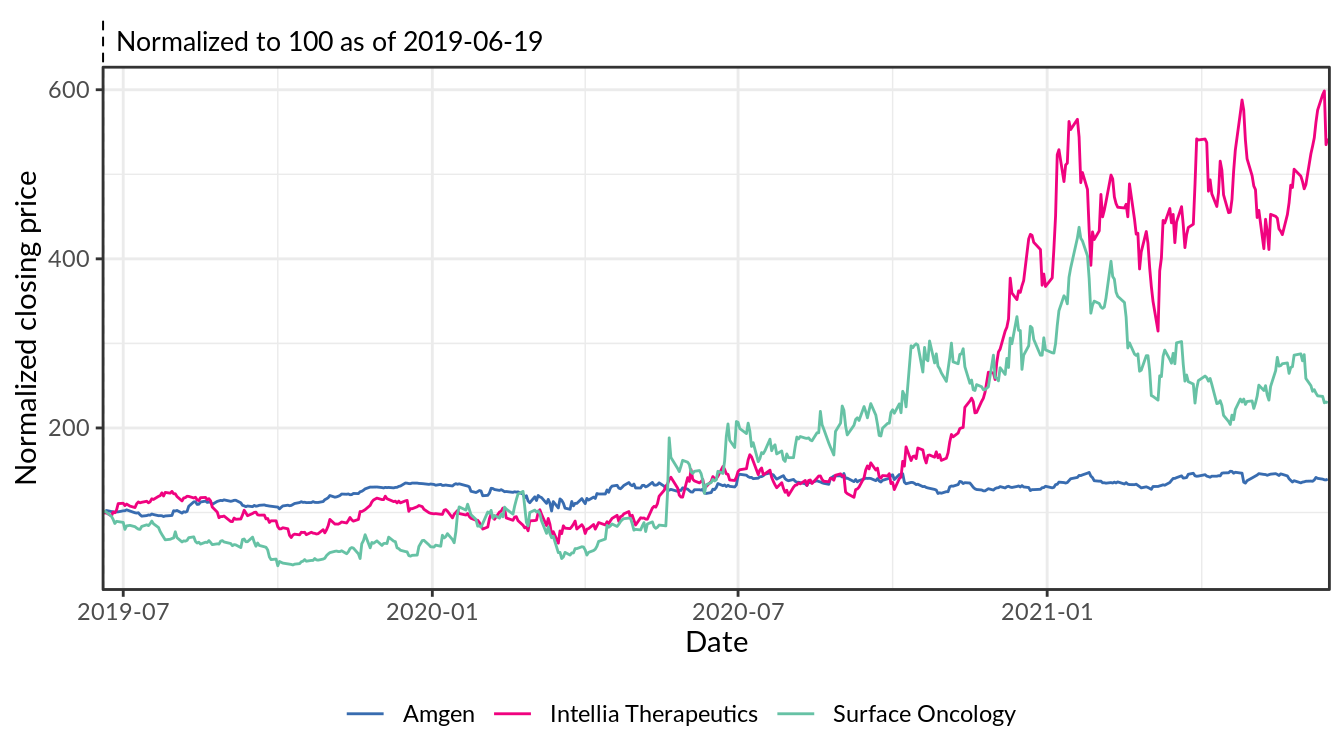 Normalized to 100 as of 2019-06-19
Normalized closing price
600
400
200
2019-07
2020-01
2020-07
2021-01
Date
Amgen
Intellia Therapeutics
Surface Oncology